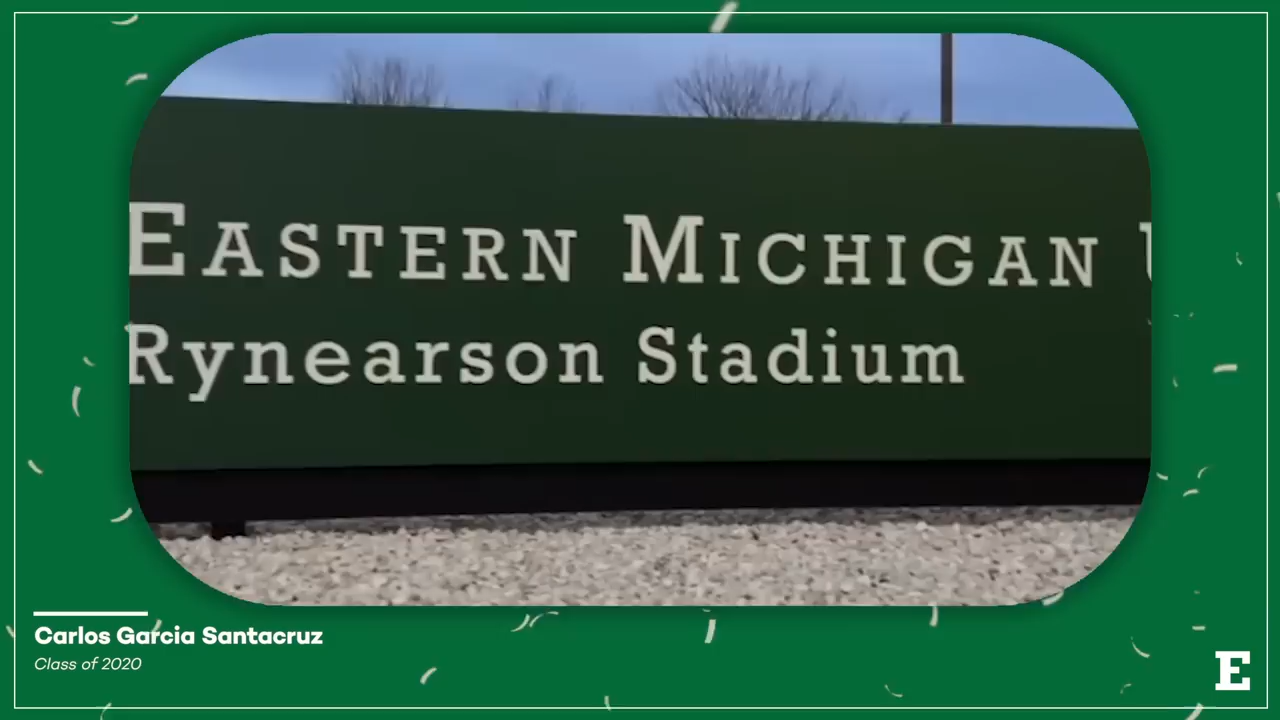 EASTERN MICHIGAN U
Rynearson Stadium
Carlos Garcia Santacruz
Class of 2020
E